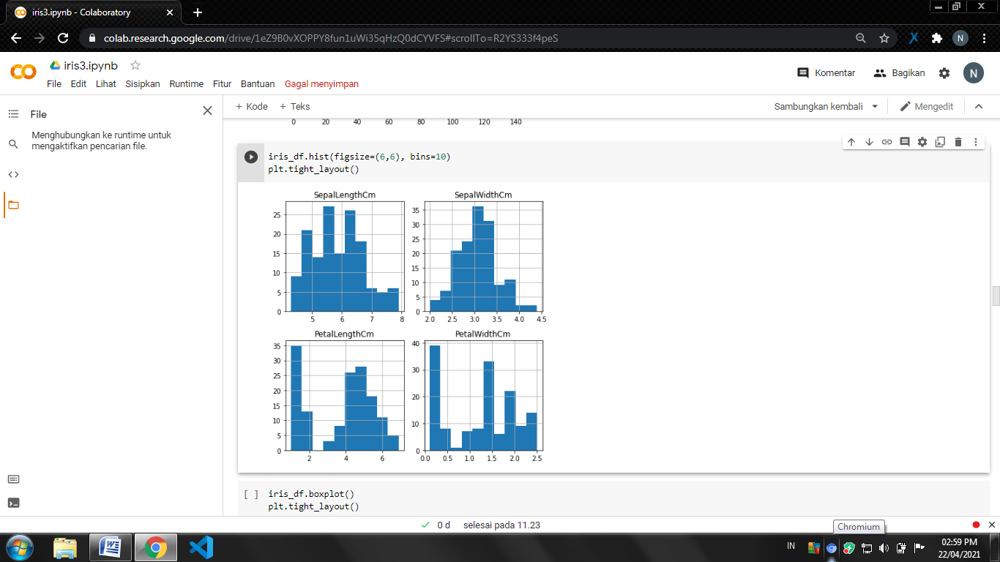 iris3.ipynb - Colaboratory
colab.research.google.com/drive/1eZ9B0vXOPPY8fun1uWi35qHzQ0dCYVFS#scrollTo=R2YS333f4peS
N
iris3.ipynb
File Edit Lihat Sisipkan Runtime Fitur Bantuan Gagal menyimpan
Komentar Bagikan N
File
Menghubungkan ke runtime untuk
mengaktifkan pencarian file.
+ Kode + Teks
Sambungkan kembali Mengedit
0 20 40 60 80 100 120 140
iris_df.hist(figsize=(6,6), bins=10)
plt.tight_layout()
SepalLengthCm
25
20
15
10
5
0
5 6 7 8
SepalWidthCm
35
30
25
20
15
10
5
0
2.0 2.5 3.0 3.5 4.0 4.5
PetalLengthCm
35
30
25
20
15
10
5
0
2 4 6
PetalWidthCm
40
30
20
10
0
0.0 0.5 1.0 1.5 2.0 2.5
[ ] iris_df.boxplot()
plt.tight_layout()
0 d selesai pada 11.23
Chromium
IN
02:59 PM
22/04/2021